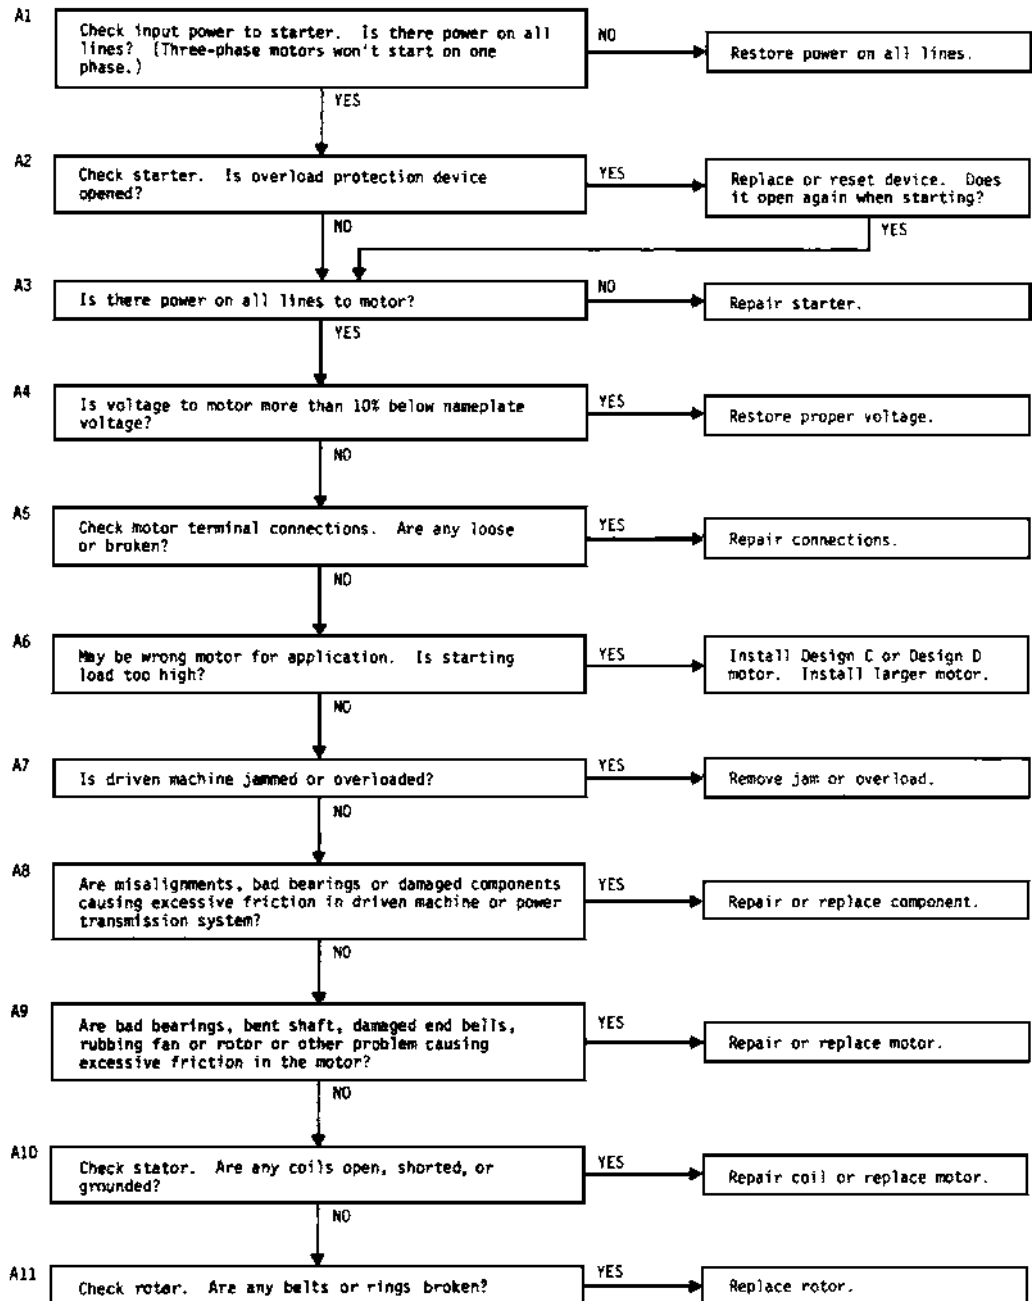 A1
Check input power to starter. Is there power on all
lines? (Three-phase motors won't start on one
phase.)
NO
Restore power on all lines.
YES
A2
Check starter. Is overload protection device
opened?
YES
Replace or reset device. Does
it open again when starting?
NO
YES
A3
Is there power on all lines to motor?
NO
Repair starter.
YES
A4
Is voltage to motor more than 10% below nameplate
voltage?
YES
Restore proper voltage.
NO
A5
Check motor terminal connections. Are any loose
or broken?
YES
Repair connections.
NO
A6
May be wrong motor for application. Is starting
load too high?
YES
Install Design C or Design D
motor. Install larger motor.
NO
A7
Is driven machine jammed or overloaded?
YES
Remove jam or overload.
NO
A8
Are misalignments, bad bearings or damaged components
causing excessive friction in driven machine or power
transmission system?
YES
Repair or replace component.
NO
A9
Are bad bearings, bent shaft, damaged end bells,
rubbing fan or rotor or other problem causing
excessive friction in the motor?
YES
Repair or replace motor.
NO
A10
Check stator. Are any coils open, shorted, or
grounded?
YES
Repair coil or replace motor.
NO
A11
Check rotor. Are any belts or rings broken?
YES
Replace rotor.